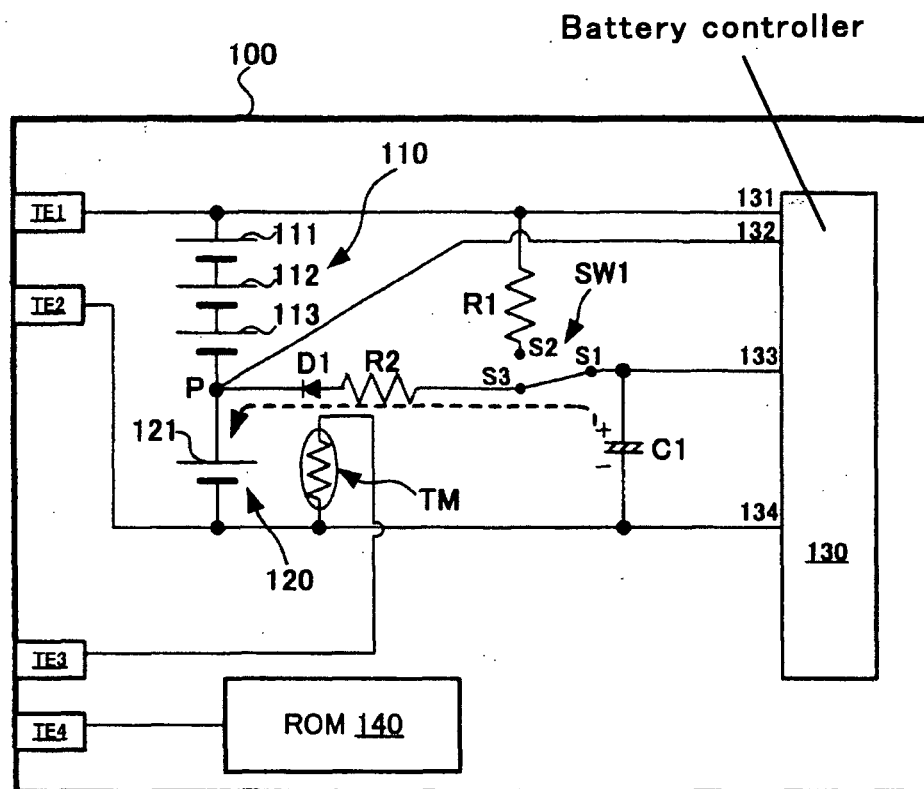 Battery controller
100
110
TE1
111
131
132
112
SW1
TE2
113
R1
S2
D1
R2
S1
133
P
S3
121
+
C1
-
TM
134
120
130
TE3
ROM 140
TE4